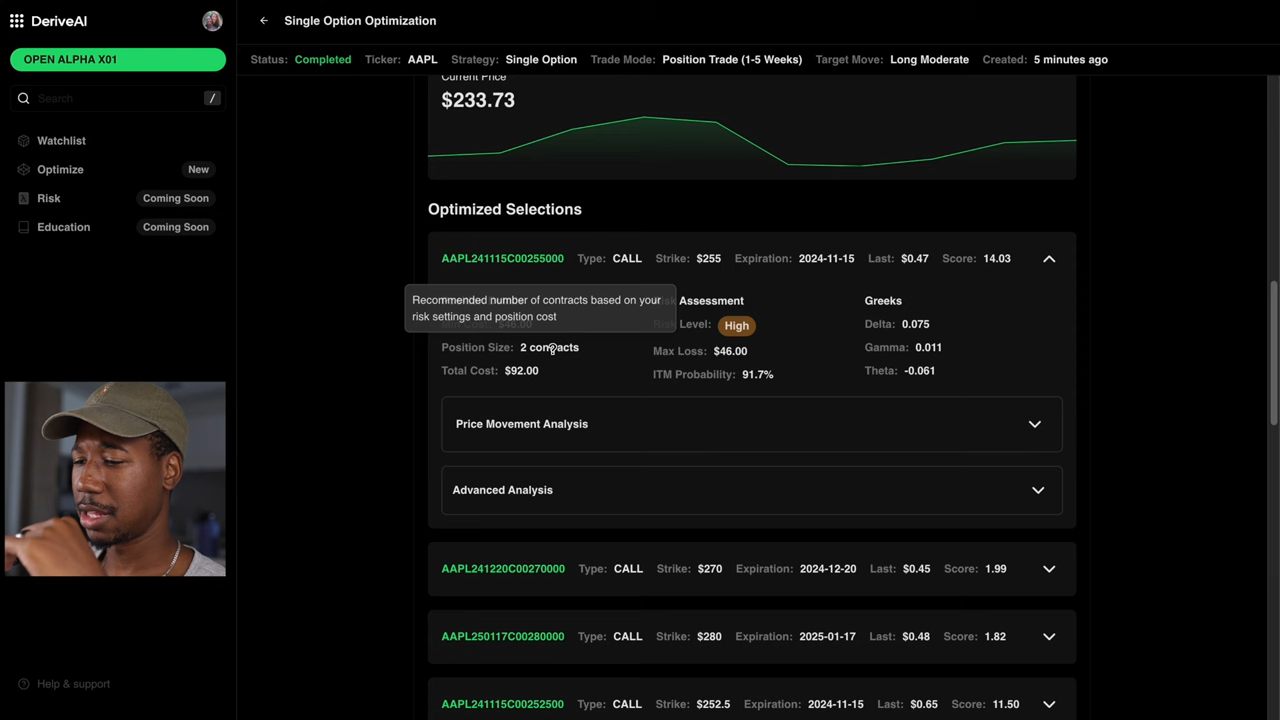 DeriveAI
Single Option Optimization
OPEN ALPHA X01
Status: Completed Ticker: AAPL Strategy: Single Option Trade Mode: Position Trade (1-5 Weeks) Target Move: Long Moderate Created: 5 minutes ago
Search /
Watchlist
Optimize New
Risk Coming Soon
Education Coming Soon
Help & support
Current Price
$233.73
Optimized Selections
AAPL241115C00255000 Type: CALL Strike: $255 Expiration: 2024-11-15 Last: $0.47 Score: 14.03
Recommended number of contracts based on your
risk settings and position cost
Min Cost: $46.00
Position Size: 2 contracts
Total Cost: $92.00
Assessment
Risk Level: High
Max Loss: $46.00
ITM Probability: 91.7%
Greeks
Delta: 0.075
Gamma: 0.011
Theta: -0.061
Price Movement Analysis
Advanced Analysis
AAPL241220C00270000 Type: CALL Strike: $270 Expiration: 2024-12-20 Last: $0.45 Score: 1.99
AAPL250117C00280000 Type: CALL Strike: $280 Expiration: 2025-01-17 Last: $0.48 Score: 1.82
AAPL241115C00252500 Type: CALL Strike: $252.5 Expiration: 2024-11-15 Last: $0.65 Score: 11.50